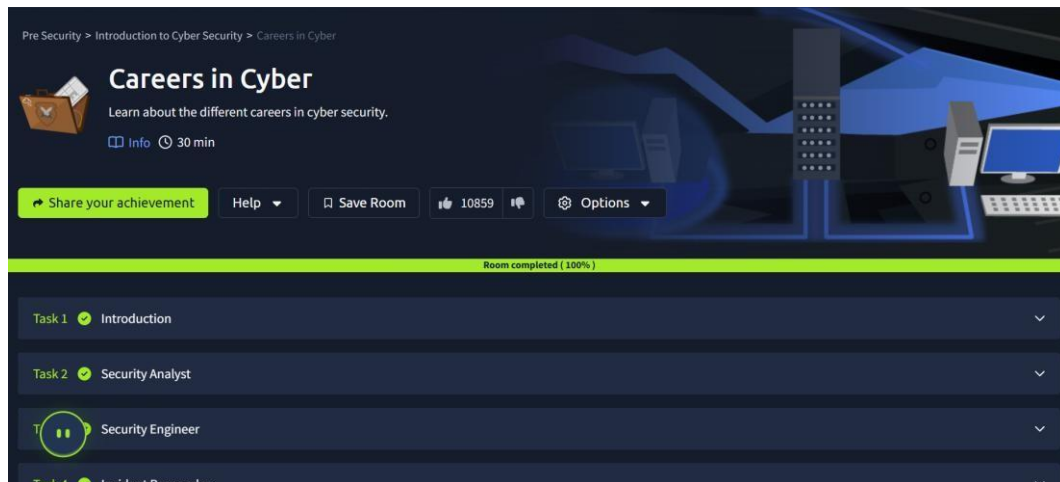 Pre Security > Introduction to Cyber Security > Careers in Cyber
Careers in Cyber
Learn about the different careers in cyber security.
Info 30 min
Share your achievement Help Save Room 10859 Options
Room completed ( 100% )
Task 1 Introduction
Task 2 Security Analyst
Security Engineer